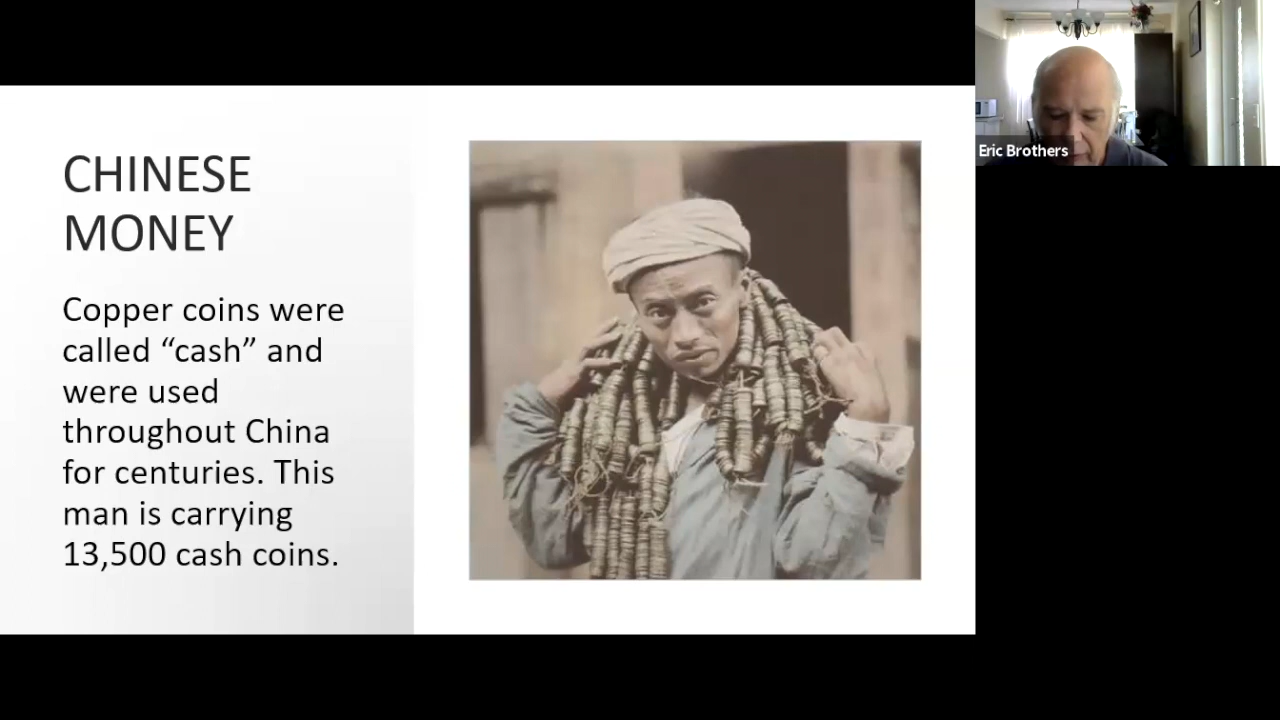 CHINESE
MONEY
Copper coins were
called “cash” and
were used
throughout China
for centuries. This
man is carrying
13,500 cash coins.
Eric Brothers